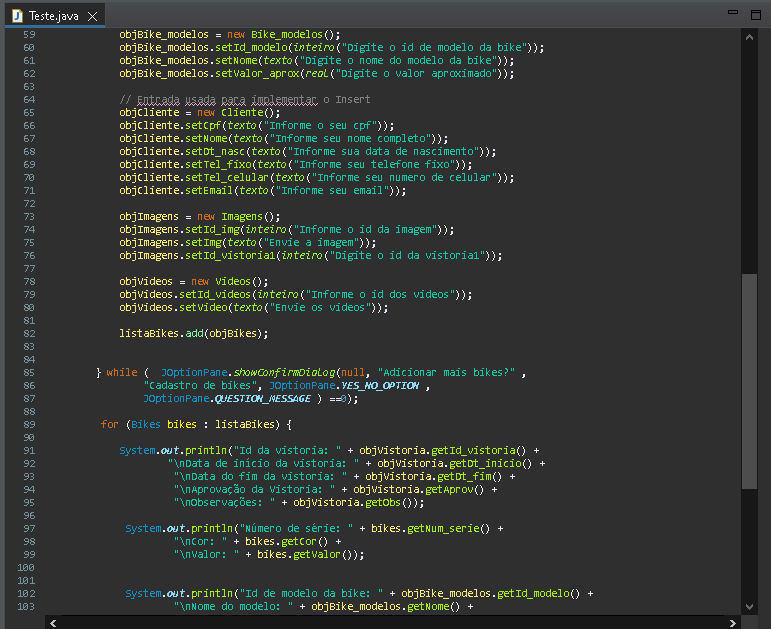 Teste.java
59 objBike_modelos = new Bike_modelos();
60 objBike_modelos.setId_modelo(inteiro("Digite o id de modelo da bike"));
61 objBike_modelos.setNome(texto("Digite o nome do modelo da bike"));
62 objBike_modelos.setValor_aprox(real("Digite o valor aproximado"));
63
64 // Entrada usada para implementar o Insert
65 objCliente = new Cliente();
66 objCliente.setCpf(texto("Informe o seu cpf"));
67 objCliente.setNome(texto("Informe seu nome completo"));
68 objCliente.setDt_nasc(texto("Informe sua data de nascimento"));
69 objCliente.setTel_fixo(texto("Informe seu telefone fixo"));
70 objCliente.setTel_celular(texto("Informe seu numero de celular"));
71 objCliente.setEmail(texto("Informe seu email"));
72
73 objImagens = new Imagens();
74 objImagens.setId_img(inteiro("Informe o id da imagem"));
75 objImagens.setImg(texto("Envie a imagem"));
76 objImagens.setId_vistoria1(inteiro("Digite o id da vistoria1"));
77
78 objVideos = new Videos();
79 objVideos.setId_videos(inteiro("Informe o id dos videos"));
80 objVideos.setVideo(texto("Envie os videos"));
81
82 listaBikes.add(objBikes);
83
84
85 } while ( JOptionPane.showConfirmDialog(null, "Adicionar mais bikes?" ,
86 "Cadastro de bikes", JOptionPane.YES_NO_OPTION ,
87 JOptionPane.QUESTION_MESSAGE ) ==0);
88
89 for (Bikes bikes : listaBikes) {
90
91 System.out.println("Id da vistoria: " + objVistoria.getId_vistoria() +
92 "\nData de início da vistoria: " + objVistoria.getDt_inicio() +
93 "\nData do fim da vistoria: " + objVistoria.getDt_fim() +
94 "\nAprovação da Vistoria: " + objVistoria.getAprov() +
95 "\nObservações: " + objVistoria.getObs());
96
97 System.out.println("Número de série: " + bikes.getNum_serie() +
98 "\nCor: " + bikes.getCor() +
99 "\nValor: " + bikes.getValor());
100
101
102 System.out.println("Id de modelo da bike: " + objBike_modelos.getId_modelo() +
103 "\nNome do modelo: " + objBike_modelos.getNome() +